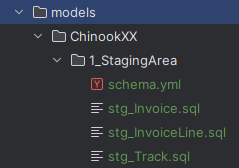 models
ChinookXX
1_StagingArea
schema.yml
stg_Invoice.sql
stg_InvoiceLine.sql
stg_Track.sql